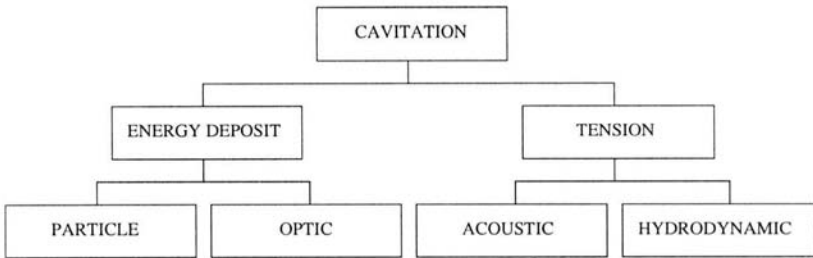 CAVITATION
ENERGY DEPOSIT
TENSION
PARTICLE
OPTIC
ACOUSTIC
HYDRODYNAMIC